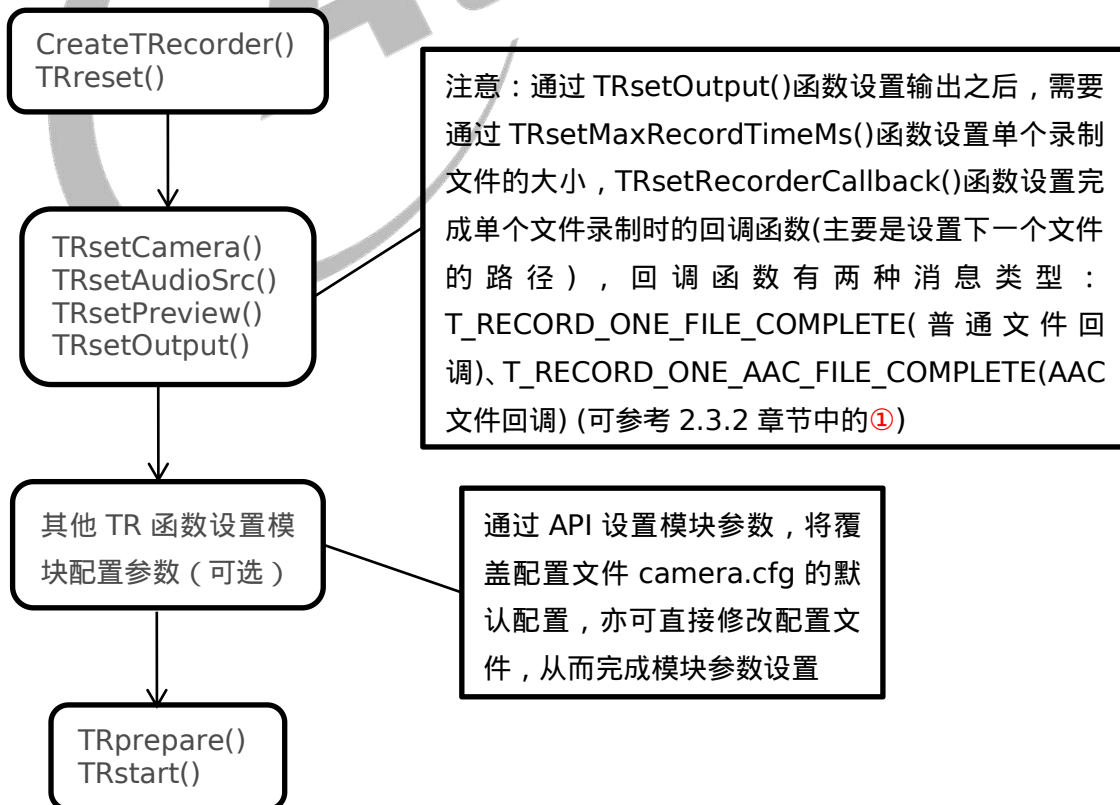 CreateTRecorder()
TRreset()
注意：通过 TRsetOutput()函数设置输出之后，需要
通过 TRsetMaxRecordTimeMs()函数设置单个录制
文件的大小，TRsetRecorderCallback()函数设置完
成单个文件录制时的回调函数(主要是设置下一个文件
的路径)，回调函数有两种消息类型：
T_RECORD_ONE_FILE_COMPLETE(普通文件回
调)、T_RECORD_ONE_AAC_FILE_COMPLETE(AAC
文件回调) (可参考 2.3.2 章节中的①)
TRsetCamera()
TRsetAudioSrc()
TRsetPreview()
TRsetOutput()
其他 TR 函数设置模
块配置参数（可选）
通过 API 设置模块参数，将覆
盖配置文件 camera.cfg 的默
认配置，亦可直接修改配置文
件，从而完成模块参数设置
TRprepare()
TRstart()